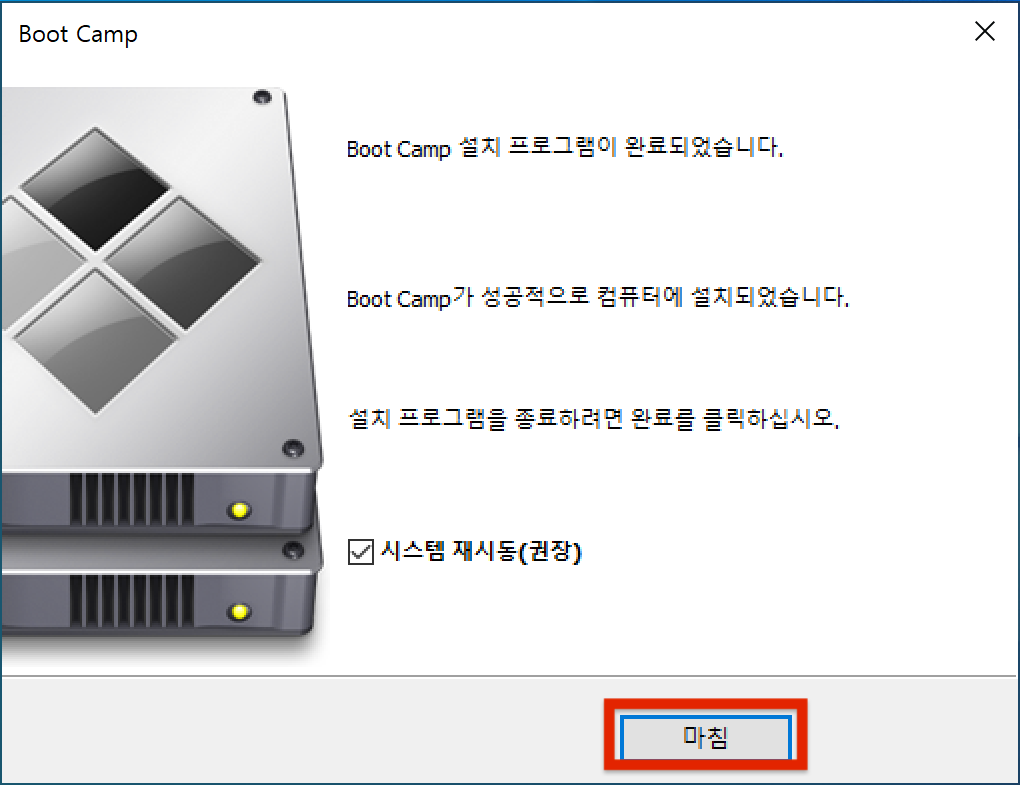 Boot Camp
Boot Camp 설치 프로그램이 완료되었습니다.
Boot Camp가 성공적으로 컴퓨터에 설치되었습니다.
설치 프로그램을 종료하려면 완료를 클릭하십시오.
시스템 재시동(권장)
마침